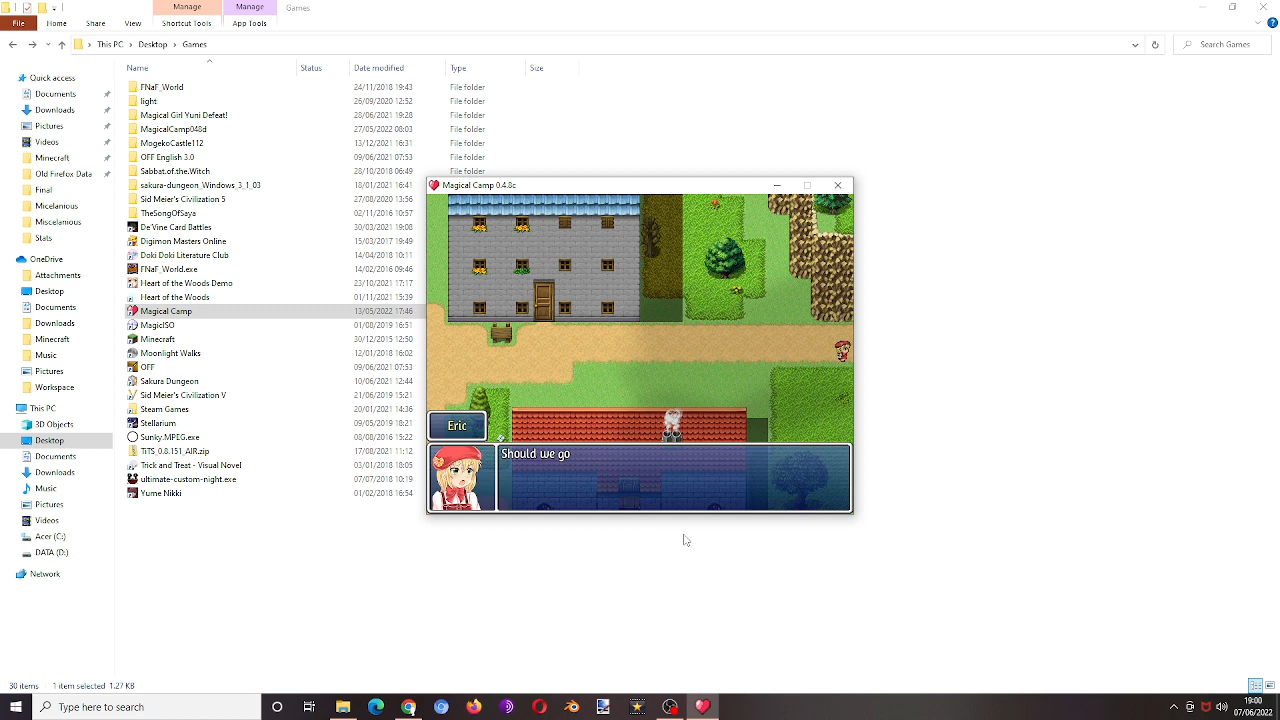 Manage Manage Games
File Home Share View Shortcut Tools App Tools
This PC Desktop Games Search Games
Name Status Date modified Type Size
Quick access
Documents
Downloads
Pictures
Videos
Minecraft
Old Firefox Data
Final
Micelanious
Miscelanious
Stats
OneDrive
Attachments
Desktop
Documents
Downloads
Minecraft
Music
Pictures
Workspace
This PC
3D Objects
Desktop
Documents
Downloads
Music
Pictures
Videos
Acer (C:)
DATA (D:)
Network
FNaF_World 24/11/2018 19:43 File folder
light 26/09/2020 12:52 File folder
Magical Girl Yuni Defeat! 28/06/2021 19:28 File folder
MagicalCamp048d 27/05/2022 08:03 File folder
MogekoCastle112 13/12/2021 16:31 File folder
OFF English 3.0 09/06/2021 07:53 File folder
Sabbat.of.the.Witch 28/10/2018 06:49 File folder
sakura-dungeon_Windows_3_1_03 18/01/2021 16:41
Sid Meier's Civilization 5 27/08/2020 13:56
TheSongOfSaya 02/11/2016 10:57
De'Vine Card Battles 30/03/2021 19:08
Digimon Masters Online 15/03/2017 19:49
Doki Doki Literature Club 14/04/2018 10:11
FNaF_World.exe 14/02/2016 09:46
Heart of the Woods Demo 23/10/2021 17:17
Heart of the Woods 01/11/2021 15:39
Magical Camp 13/05/2022 17:46
MagicISO 01/08/2019 16:51
Minecraft 30/12/2015 12:50
Moonlight Walks 12/01/2018 16:02
OFF 09/06/2021 07:53
Sakura Dungeon 10/06/2021 12:44
Sid Meier's Civilization V 21/06/2019 15:21
Steam Games 20/01/2021 14:36
Stellarium 09/05/2019 18:21
Sunky.MPEG.exe 08/08/2016 15:22
TiTS_0.8.151_AIR.zip 17/08/2021 11:12
Trick and Treat - Visual Novel 03/01/2018 18:05
ultimate-custom-night.exe 07/07/2018 10:19
Yume Nikki 01/02/2018 16:54
Magical Camp 0.4.8c
Eric
Should we go
30 items 1 item selected 1.27 KB
Type here to search
19:00
07/06/2022